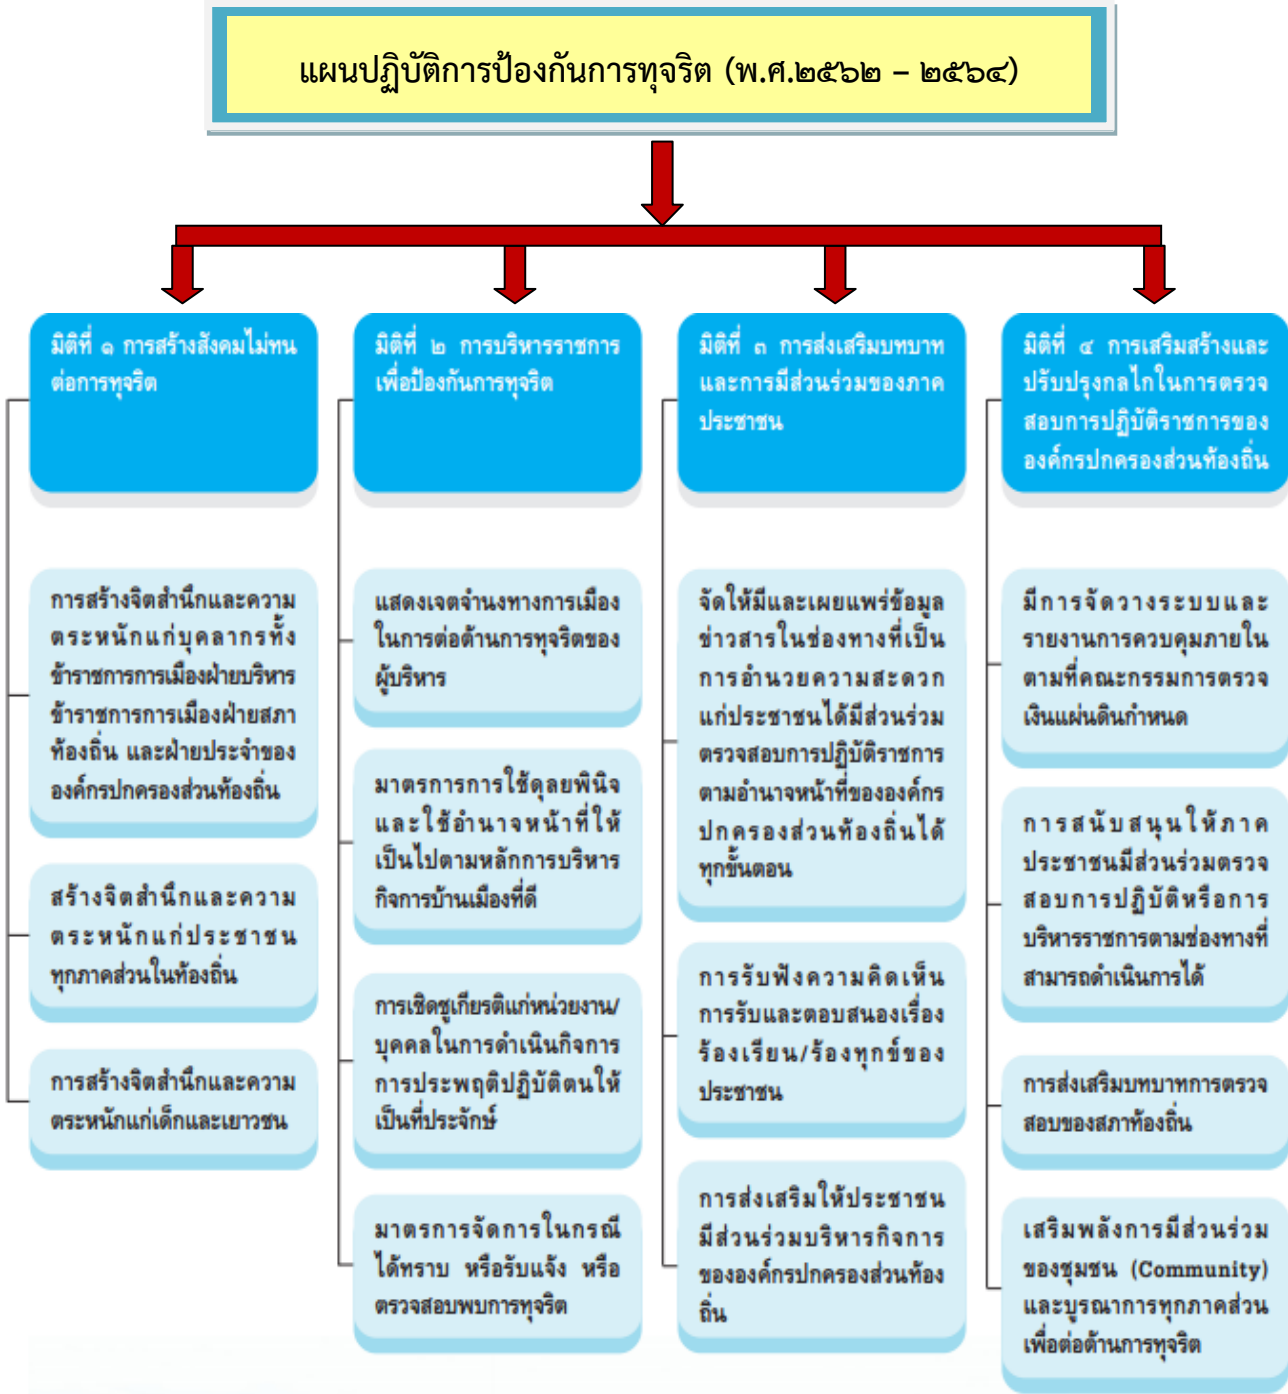 แผนปฏิบัติการป้องกันการทุจริต (พ.ศ.๒๕๖๒ – ๒๕๖๔)
มิติที่ ๑ การสร้างสังคมไม่ทน
ต่อการทุจริต
การสร้างจิตสำนึกและความ
ตระหนักแก่บุคลากรทั้ง
ข้าราชการการเมืองฝ่ายบริหาร
ข้าราชการการเมืองฝ่ายสภา
ท้องถิ่น และฝ่ายประจำของ
องค์กรปกครองส่วนท้องถิ่น
สร้างจิตสำนึกและความ
ตระหนักแก่ประชาชน
ทุกภาคส่วนในท้องถิ่น
การสร้างจิตสำนึกและความ
ตระหนักแก่เด็กและเยาวชน
มิติที่ ๒ การบริหารราชการ
เพื่อป้องกันการทุจริต
แสดงเจตจำนงทางการเมือง
ในการต่อต้านการทุจริตของ
ผู้บริหาร
มาตรการการใช้ดุลยพินิจ
และใช้อำนาจหน้าที่ให้
เป็นไปตามหลักการบริหาร
กิจการบ้านเมืองที่ดี
การเชิดชูเกียรติแก่หน่วยงาน/
บุคคลในการดำเนินกิจการ
การประพฤติปฏิบัติตนให้
เป็นที่ประจักษ์
มาตรการจัดการในกรณี
ได้ทราบ หรือรับแจ้ง หรือ
ตรวจสอบพบการทุจริต
มิติที่ ๓ การส่งเสริมบทบาท
และการมีส่วนร่วมของภาค
ประชาชน
จัดให้มีและเผยแพร่ข้อมูล
ข่าวสารในช่องทางที่เป็น
การอำนวยความสะดวก
แก่ประชาชนได้มีส่วนร่วม
ตรวจสอบการปฏิบัติราชการ
ตามอำนาจหน้าที่ขององค์กร
ปกครองส่วนท้องถิ่นได้
ทุกขั้นตอน
การรับฟังความคิดเห็น
การรับและตอบสนองเรื่อง
ร้องเรียน/ร้องทุกข์ของ
ประชาชน
การส่งเสริมให้ประชาชน
มีส่วนร่วมบริหารกิจการ
ขององค์กรปกครองส่วนท้อง
ถิ่น
มิติที่ ๔ การเสริมสร้างและ
ปรับปรุงกลไกในการตรวจ
สอบการปฏิบัติราชการของ
องค์กรปกครองส่วนท้องถิ่น
มีการจัดวางระบบและ
รายงานการควบคุมภายใน
ตามที่คณะกรรมการตรวจ
เงินแผ่นดินกำหนด
การสนับสนุนให้ภาค
ประชาชนมีส่วนร่วมตรวจ
สอบการปฏิบัติหรือการ
บริหารราชการตามช่องทางที่
สามารถดำเนินการได้
การส่งเสริมบทบาทการตรวจ
สอบของสภาท้องถิ่น
เสริมพลังการมีส่วนร่วม
ของชุมชน (Community)
และบูรณาการทุกภาคส่วน
เพื่อต่อต้านการทุจริต